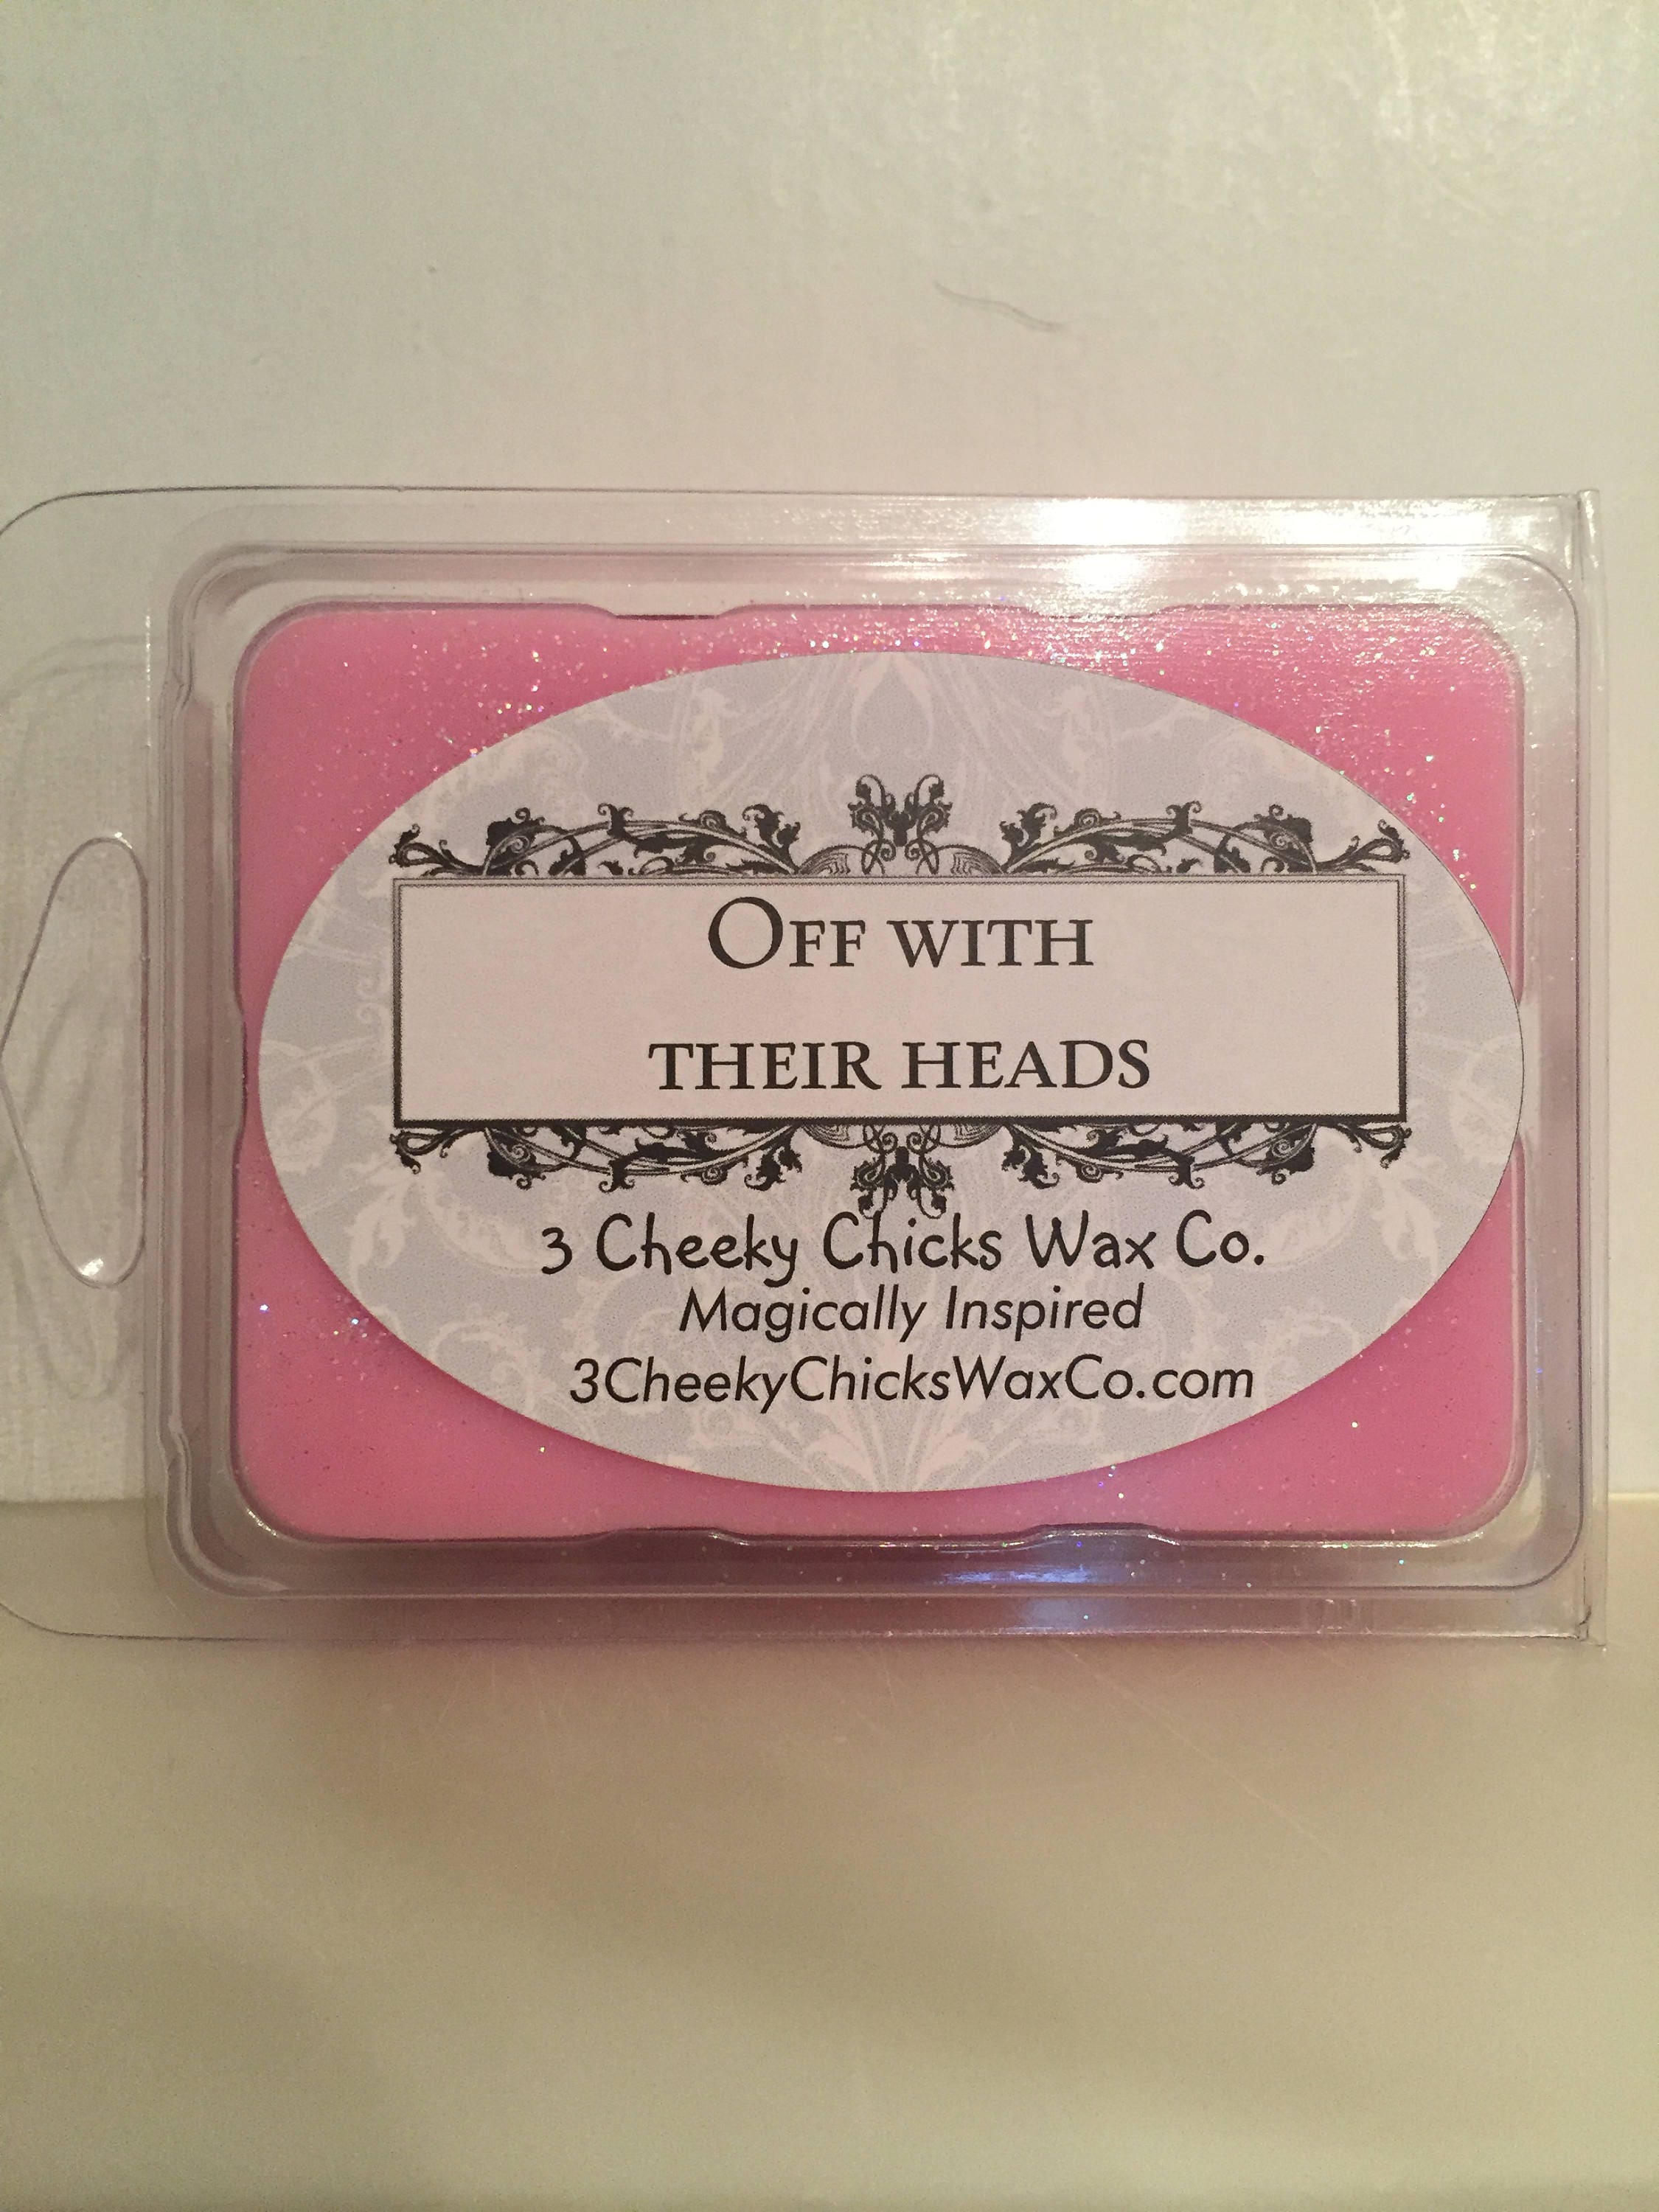 Off with
their heads
3 Cheeky Chicks Wax Co.
Magically Inspired
3CheekyChicksWaxCo.com